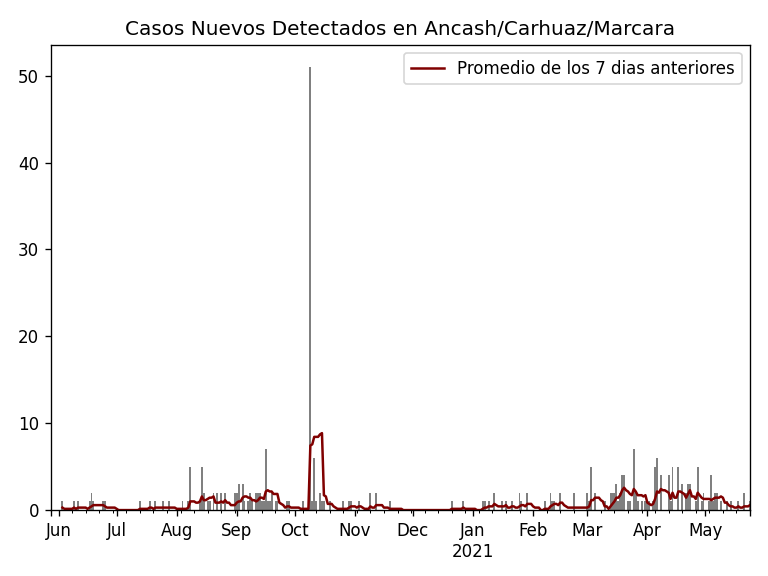 Casos Nuevos Detectados en Ancash/Carhuaz/Marcara
Promedio de los 7 dias anteriores
50
40
30
20
10
0
Jun Jul Aug Sep Oct Nov Dec Jan Feb Mar Apr May
2021